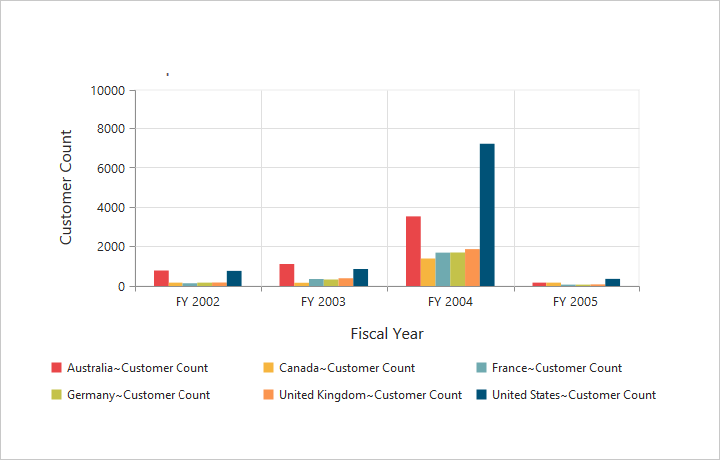 10000
8000
6000
4000
2000
0
Customer Count
FY 2002 FY 2003 FY 2004 FY 2005
Fiscal Year
Australia~Customer Count Canada~Customer Count France~Customer Count
Germany~Customer Count United Kingdom~Customer Count United States~Customer Count